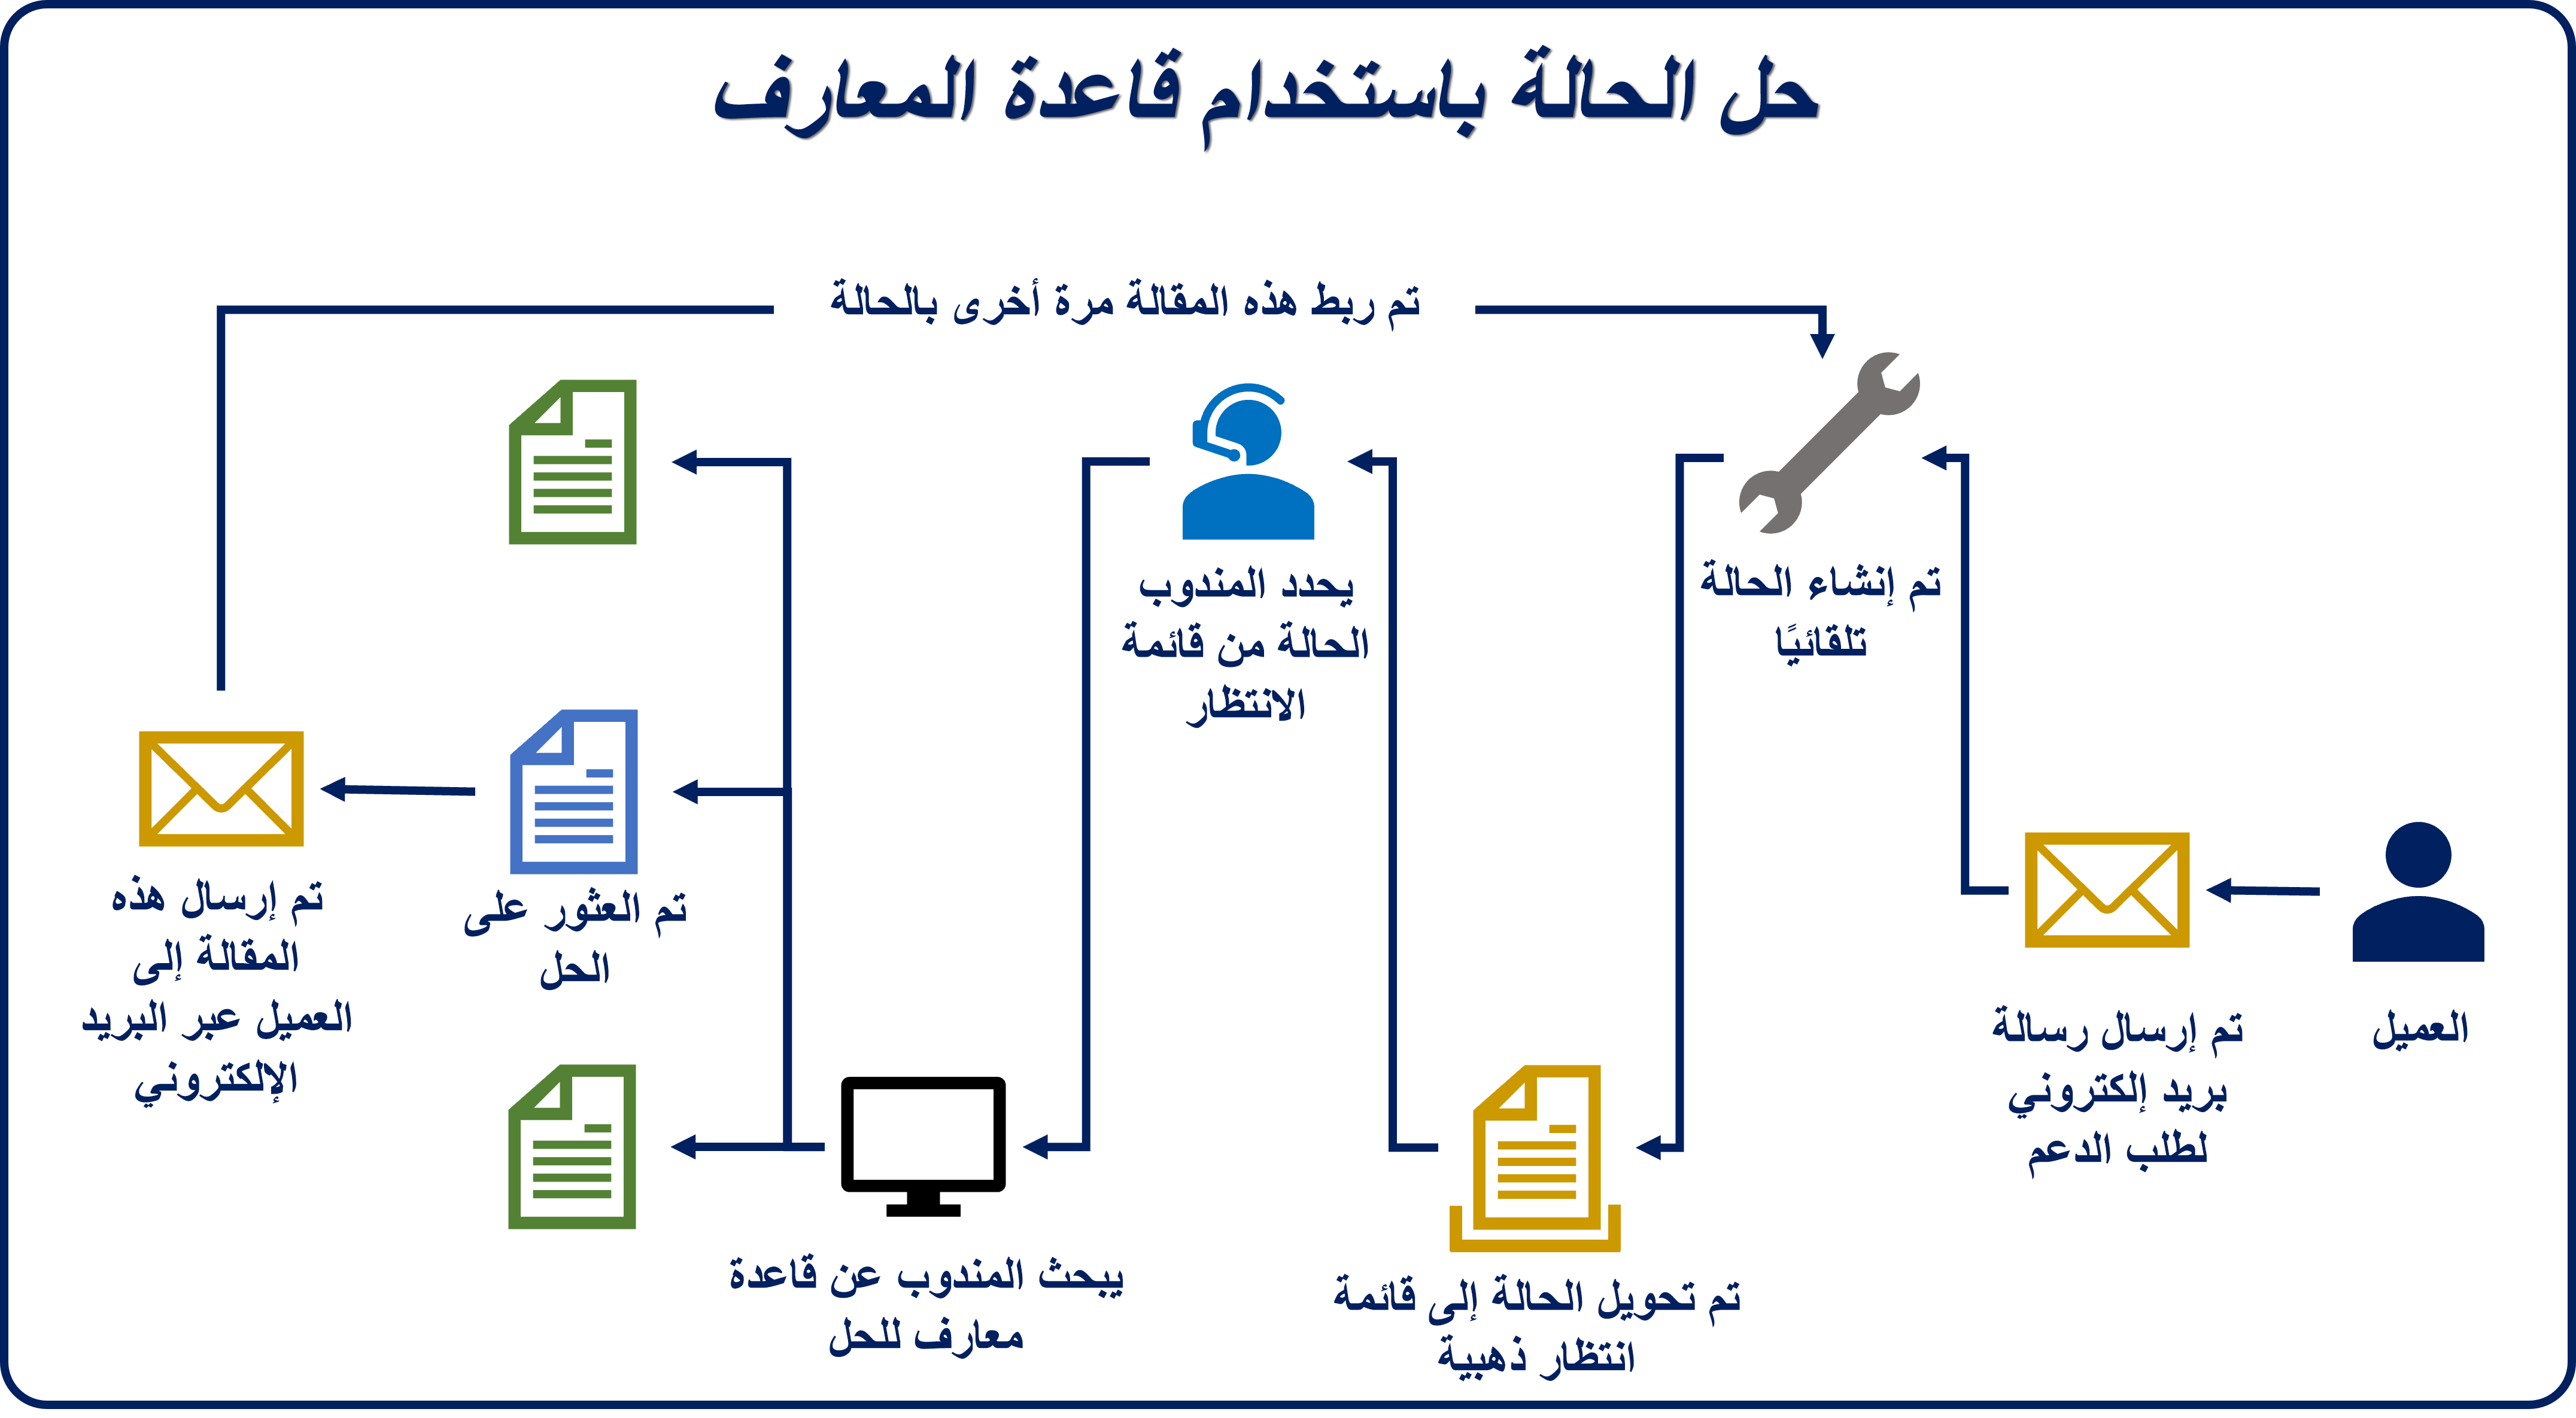 حل الحالة باستخدام قاعدة المعارف
تم ربط هذه المقالة مرة أخرى بالحالة
العميل
تم إرسال رسالة
بريد إلكتروني
لطلب الدعم
تم إنشاء الحالة
تلقائيًا
تم تحويل الحالة إلى قائمة
انتظار ذهبية
يحدد المندوب
الحالة من قائمة
الانتظار
يبحث المندوب عن قاعدة
معارف للحل
تم العثور على
الحل
تم إرسال هذه
المقالة إلى
العميل عبر البريد
الإلكتروني